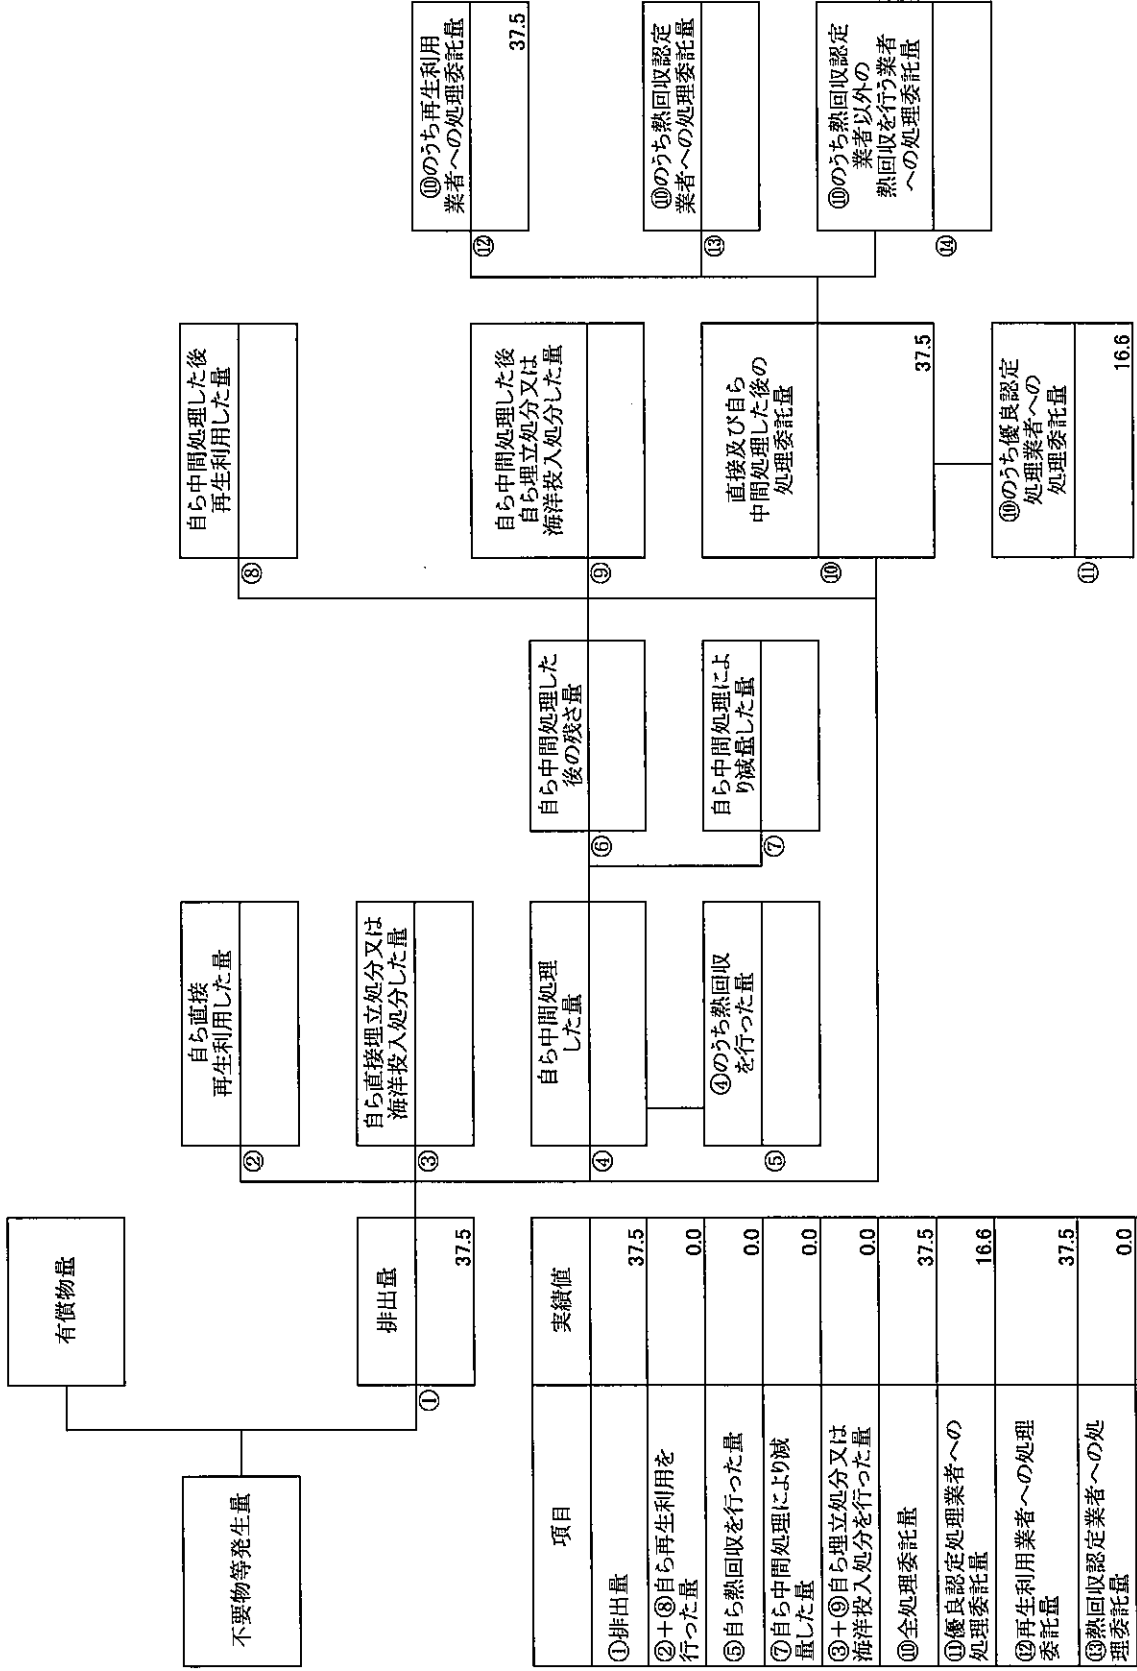 不要物等発生量
有償物量
①
排出量
37.5
②
自ら直接
再生利用した量
③
自ら直接埋立処分又は
海洋投入処分した量
④
自ら中間処理
した量
⑤
④のうち熱回収
を行った量
⑥
自ら中間処理した
後の残さ量
⑦
自ら中間処理によ
り減量した量
⑧
自ら中間処理した後
再生利用した量
⑨
自ら中間処理した後
自ら埋立処分又は
海洋投入処分した量
⑩
直接及び自ら
中間処理した後の
処理委託量
37.5
⑪
⑩のうち優良認定
処理業者への
処理委託量
16.6
⑫
⑩のうち再生利用
業者への処理委託量
37.5
⑬
⑩のうち熱回収認定
業者への処理委託量
⑭
⑩のうち熱回収認定
業者以外の
熱回収を行う業者
への処理委託量
項目 実績値
①排出量 37.5
②＋⑧自ら再生利用を
行った量 0.0
⑤自ら熱回収を行った量 0.0
⑦自ら中間処理により減
量した量 0.0
③＋⑨自ら埋立処分又は
海洋投入処分を行った量 0.0
⑩全処理委託量 37.5
⑪優良認定処理業者への
処理委託量 16.6
⑫再生利用業者への処理
委託量 37.5
⑬熱回収認定業者への処
理委託量 0.0